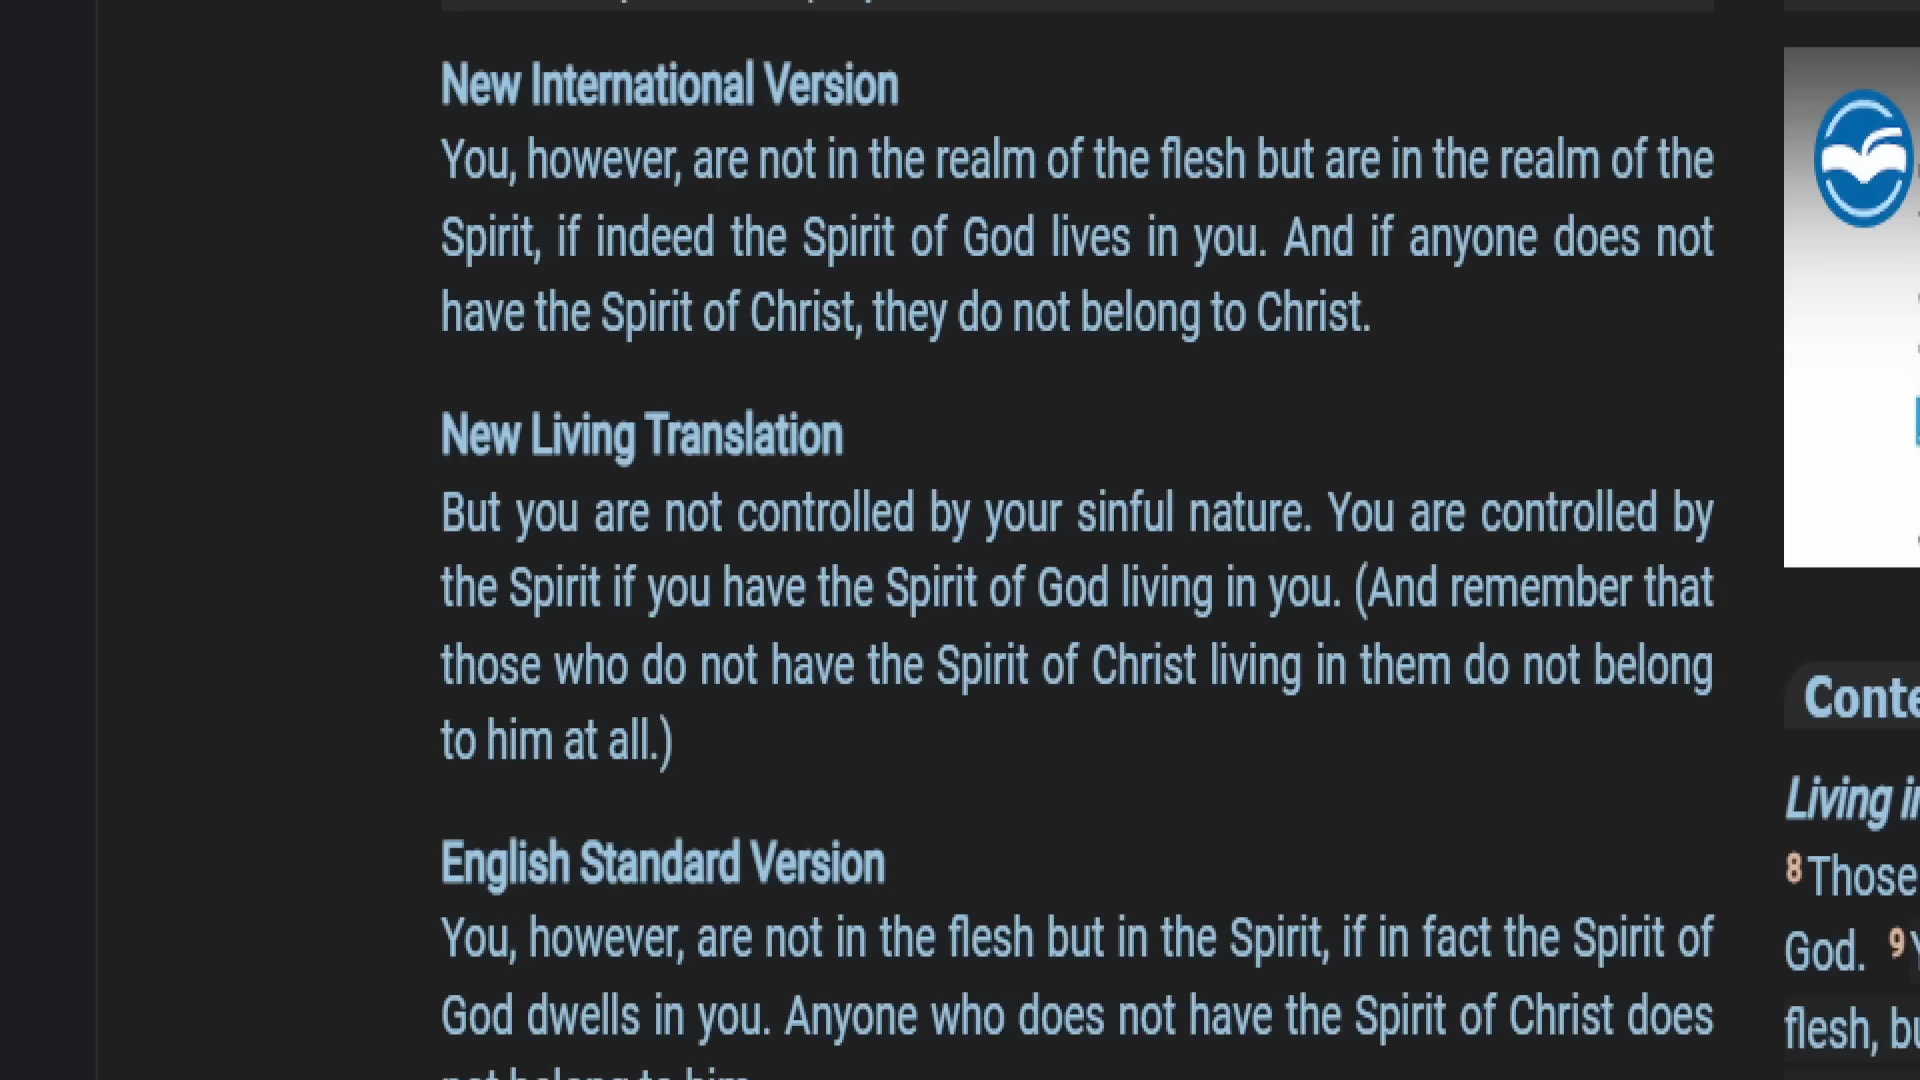 New International Version
You, however, are not in the realm of the flesh but are in the realm of the
Spirit, if indeed the Spirit of God lives in you. And if anyone does not
have the Spirit of Christ, they do not belong to Christ.
New Living Translation
But you are not controlled by your sinful nature. You are controlled by
the Spirit if you have the Spirit of God living in you. (And remember that
those who do not have the Spirit of Christ living in them do not belong
to him at all.)
English Standard Version
You, however, are not in the flesh but in the Spirit, if in fact the Spirit of
God dwells in you. Anyone who does not have the Spirit of Christ does
not belong to him.
Conte
Living i
8 Those
God. 9
flesh, bu